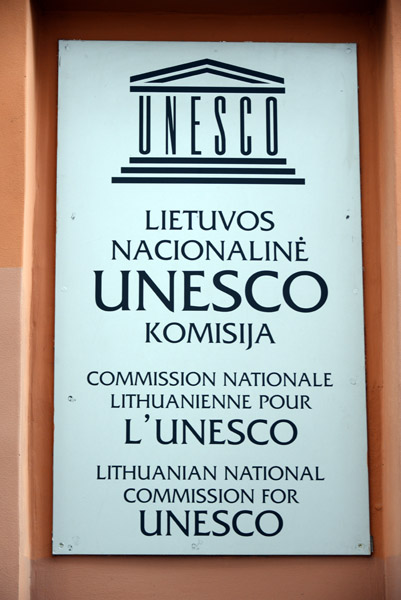 UNESCO
LIETUVOS
NACIONALINĖ
UNESCO
KOMISIJA
COMMISSION NATIONALE
LITHUANIENNE POUR
L'UNESCO
LITHUANIAN NATIONAL
COMMISSION FOR
UNESCO